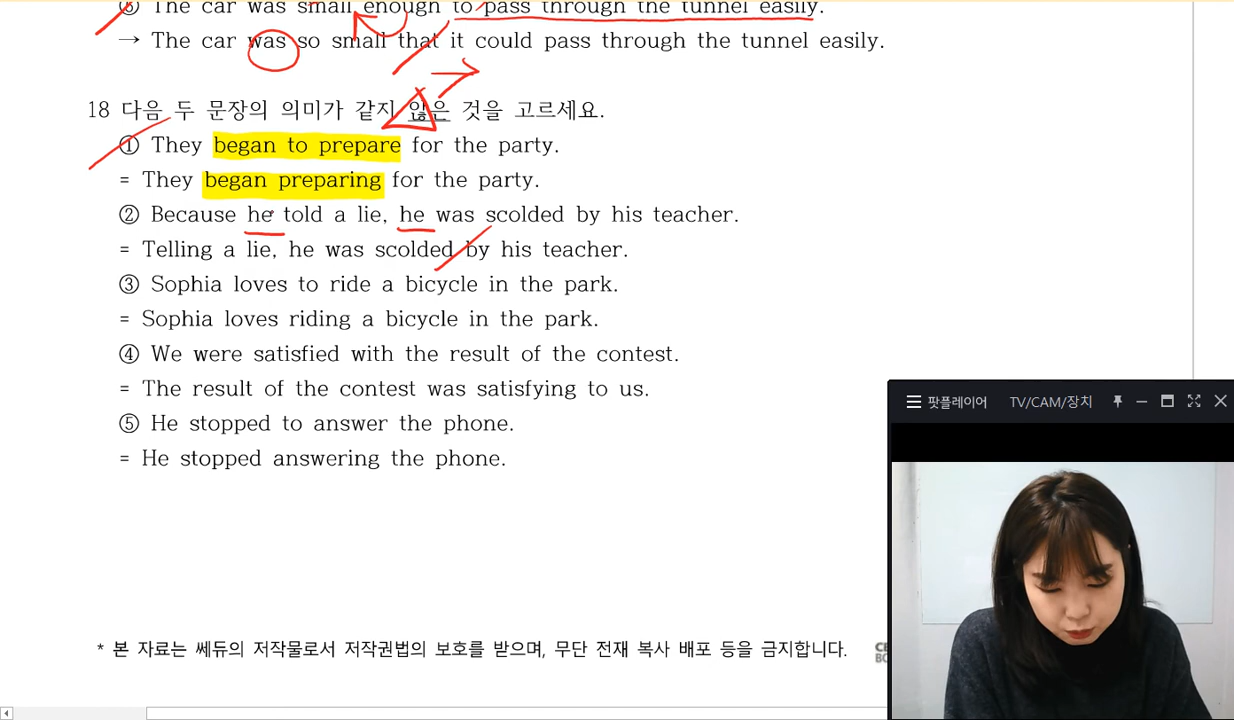 ③ The car was small enough to pass through the tunnel easily.
→ The car was so small that it could pass through the tunnel easily.
18 다음 두 문장의 의미가 같지 않은 것을 고르세요.
① They began to prepare for the party.
= They began preparing for the party.
② Because he told a lie, he was scolded by his teacher.
= Telling a lie, he was scolded by his teacher.
③ Sophia loves to ride a bicycle in the park.
= Sophia loves riding a bicycle in the park.
④ We were satisfied with the result of the contest.
= The result of the contest was satisfying to us.
⑤ He stopped to answer the phone.
= He stopped answering the phone.
팟플레이어 TV/CAM/장치
* 본 자료는 쎄듀의 저작물로서 저작권법의 보호를 받으며, 무단 전재 복사 배포 등을 금지합니다.